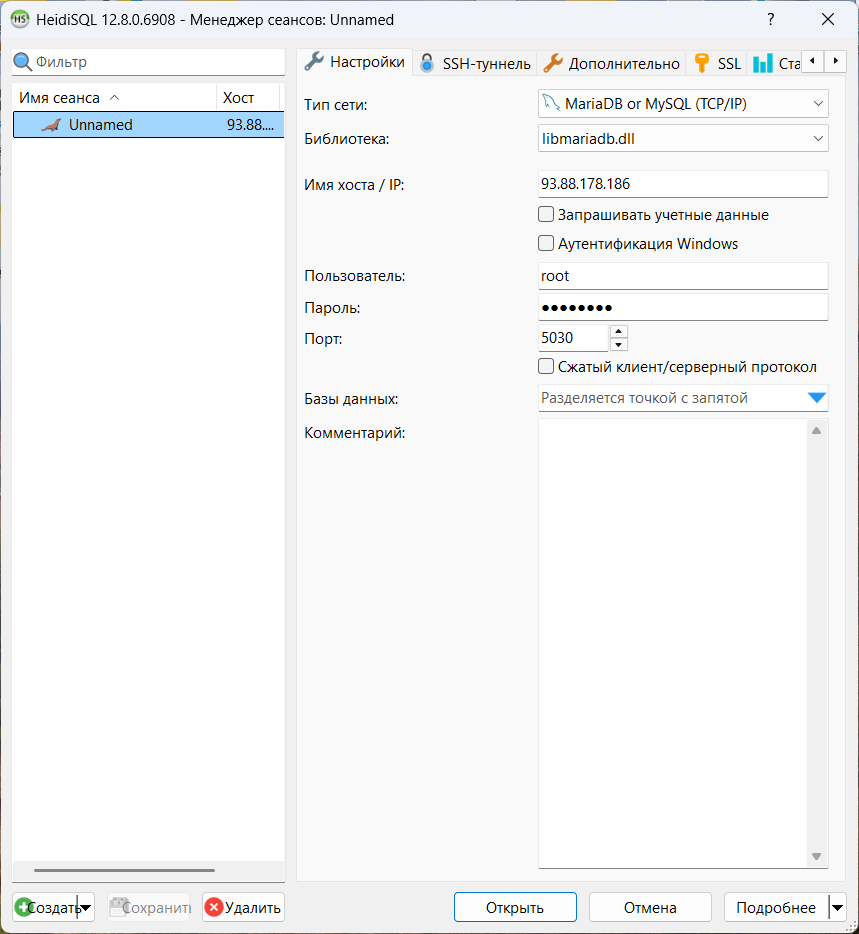 HeidiSQL 12.8.0.6908 - Менеджер сеансов: Unnamed
?
Фильтр
Имя сеанса
Хост
Unnamed
93.88....
Настройки
SSH-туннель
Дополнительно
SSL
Ста
Тип сети:
MariaDB or MySQL (TCP/IP)
Библиотека:
libmariadb.dll
Имя хоста / IP:
93.88.178.186
Запрашивать учетные данные
Аутентификация Windows
Пользователь:
root
Пароль:
●●●●●●●●
Порт:
5030
Сжатый клиент/серверный протокол
Базы данных:
Разделяется точкой с запятой
Комментарий:
Создать
Сохранить
Удалить
Открыть
Отмена
Подробнее